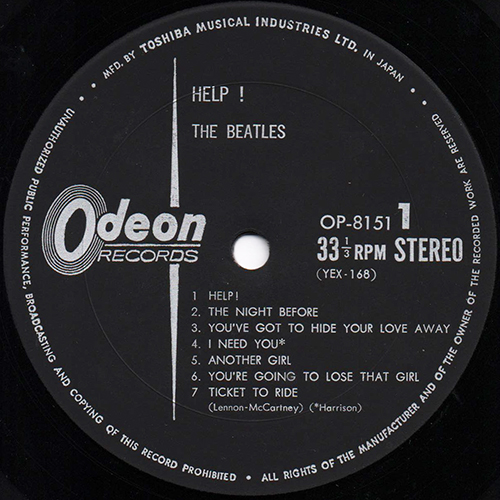 MFD. BY TOSHIBA MUSICAL INDUSTRIES LTD. IN JAPAN • ALL RIGHTS OF THE MANUFACTURER AND OF THE OWNER OF THE RECORDED WORK ARE RESERVED
UNAUTHORIZED PUBLIC PERFORMANCE, BROADCASTING AND COPYING OF THIS RECORD PROHIBITED
HELP !
THE BEATLES
Odeon
RECORDS
OP-8151 1
33 1/3 RPM STEREO
(YEX-168)
1 HELP!
2. THE NIGHT BEFORE
3. YOU'VE GOT TO HIDE YOUR LOVE AWAY
4. I NEED YOU*
5. ANOTHER GIRL
6. YOU'RE GOING TO LOSE THAT GIRL
7 TICKET TO RIDE
(Lennon-McCartney) (*Harrison)